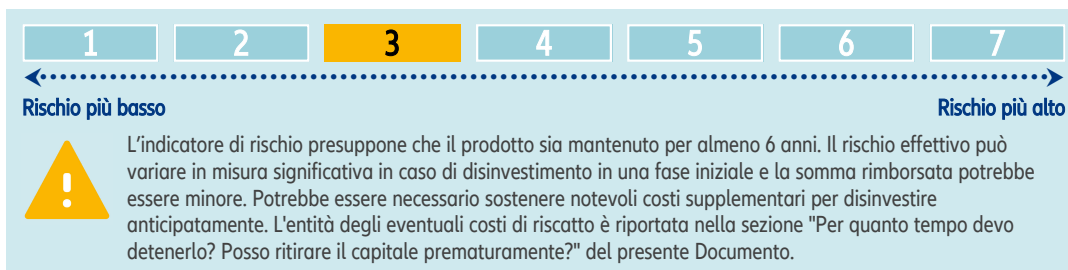 1 2 3 4 5 6 7
Rischio più basso Rischio più alto
L'indicatore di rischio presuppone che il prodotto sia mantenuto per almeno 6 anni. Il rischio effettivo può
variare in misura significativa in caso di disinvestimento in una fase iniziale e la somma rimborsata potrebbe
essere minore. Potrebbe essere necessario sostenere notevoli costi supplementari per disinvestire
anticipatamente. L'entità degli eventuali costi di riscatto è riportata nella sezione "Per quanto tempo devo
detenerlo? Posso ritirare il capitale prematuramente?" del presente Documento.